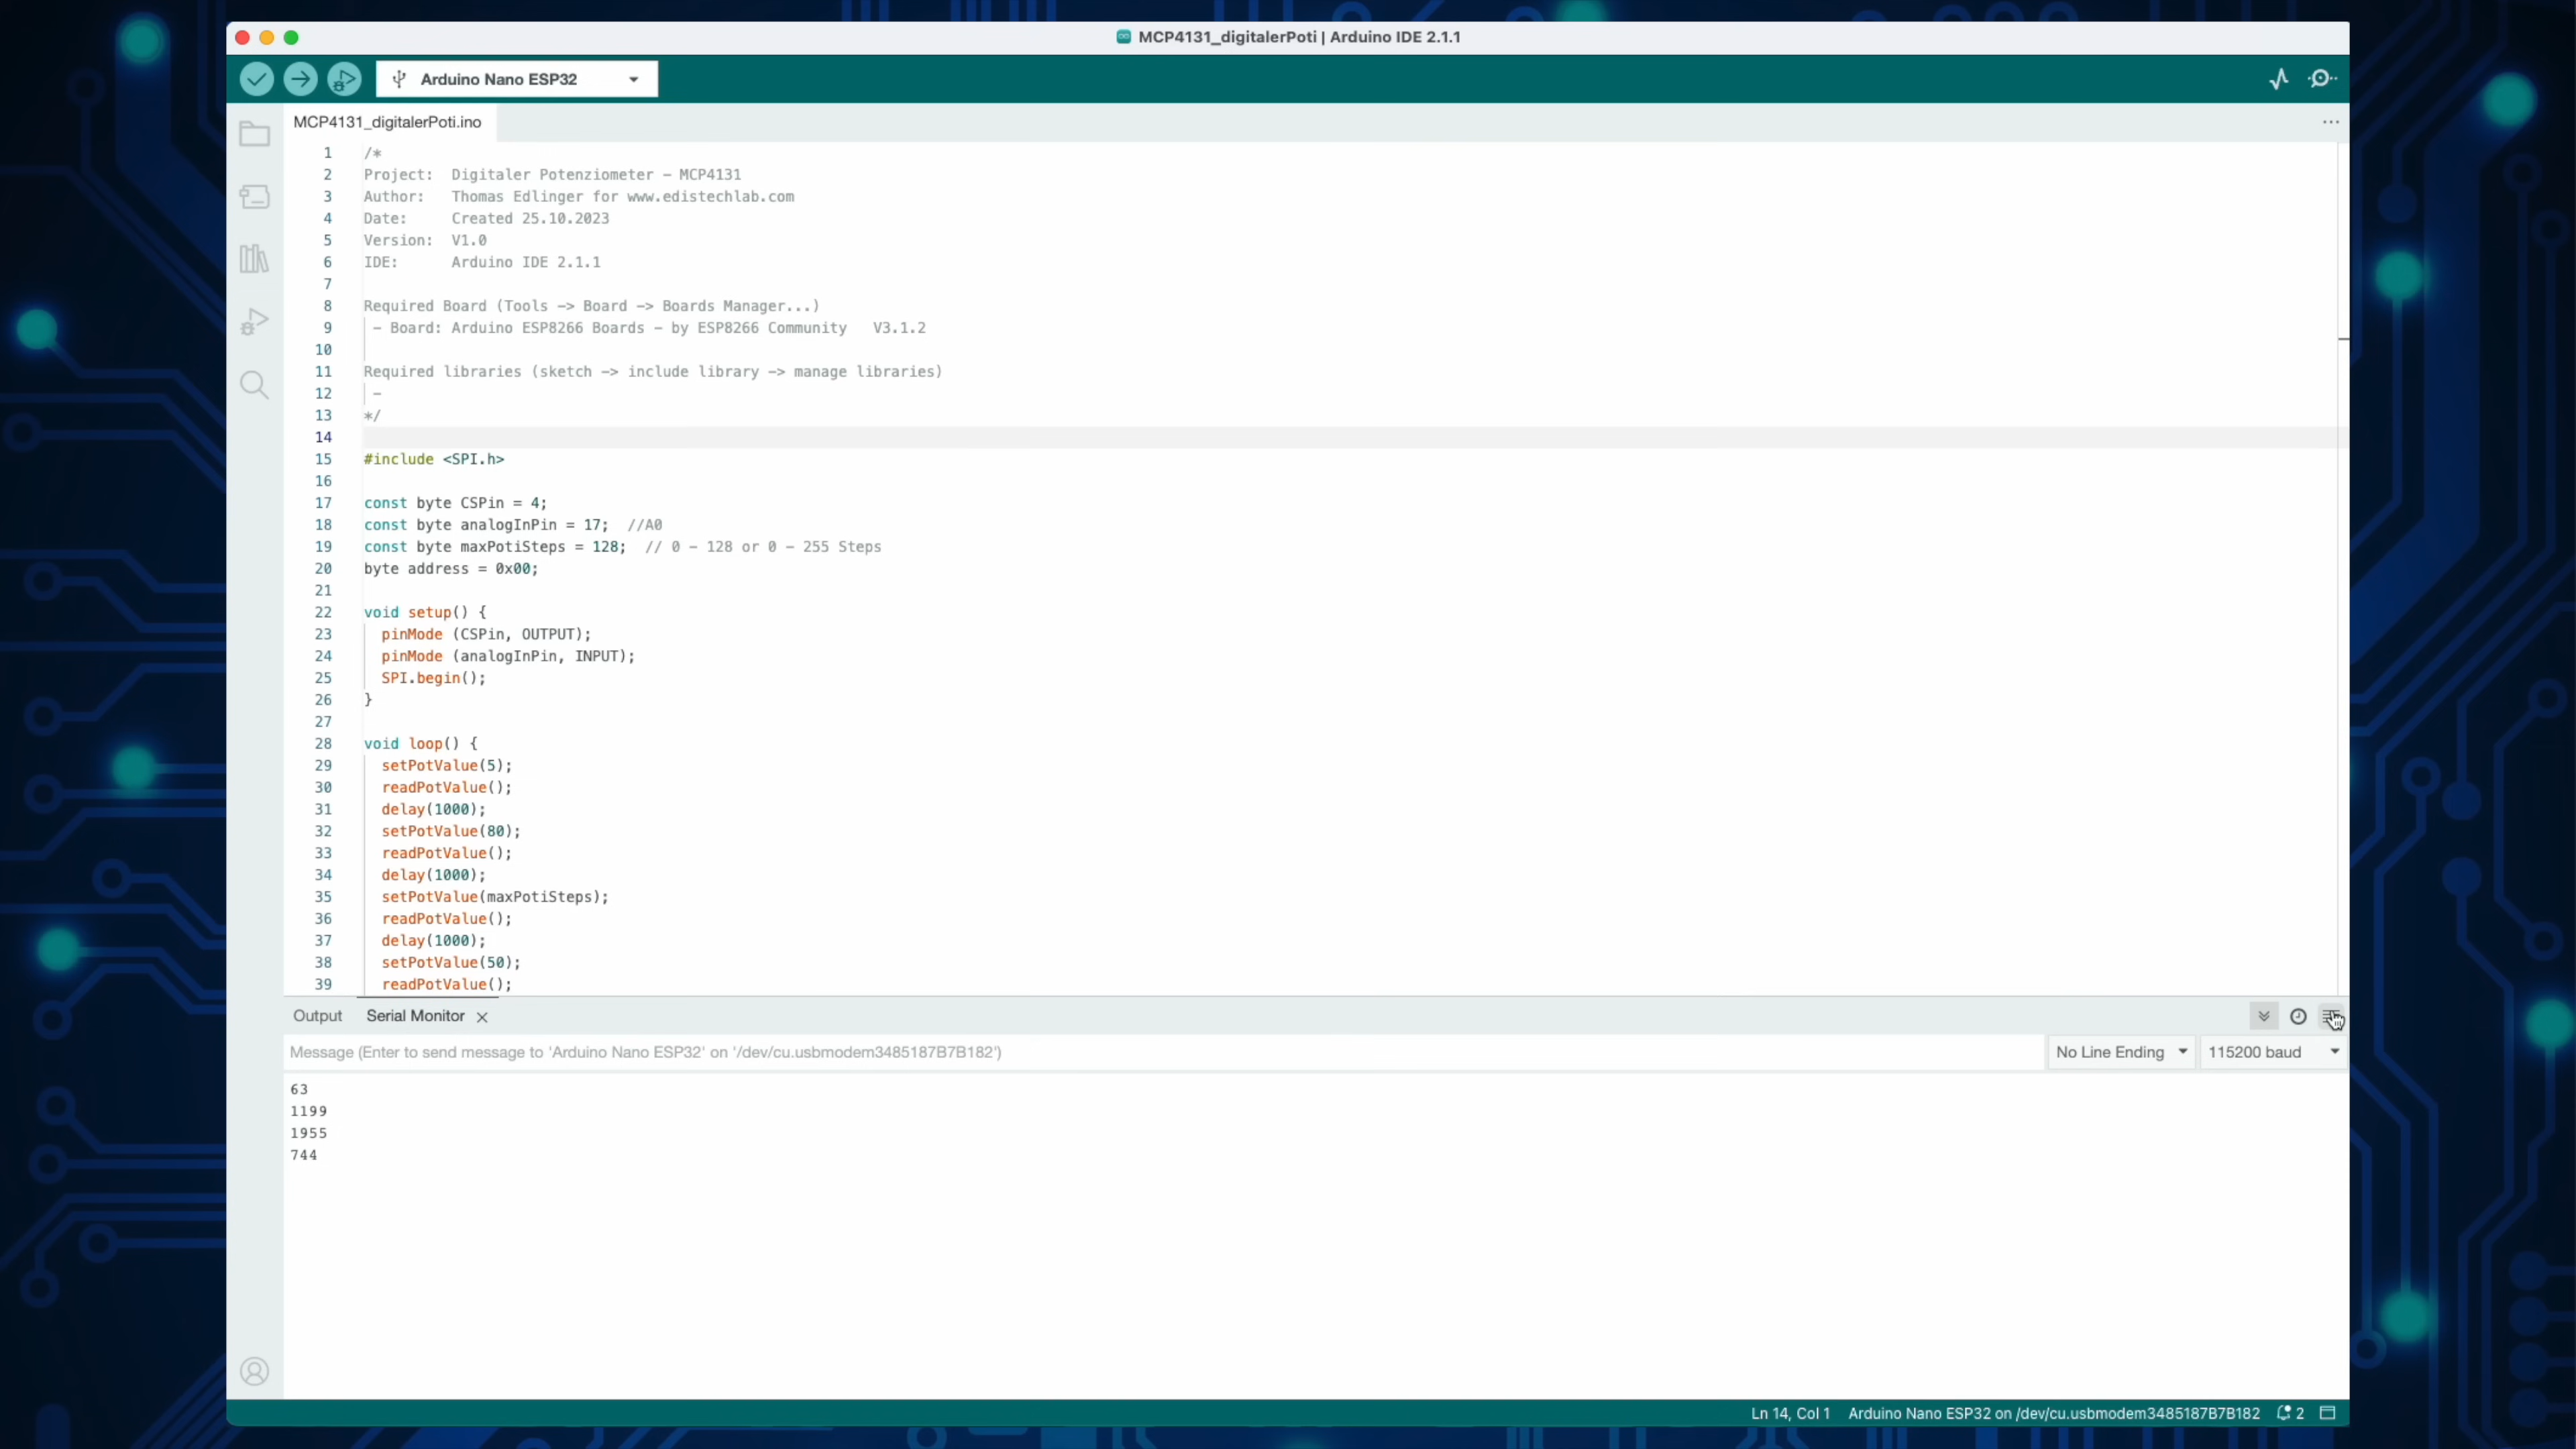 MCP4131_digitalerPoti | Arduino IDE 2.1.1
Arduino Nano ESP32
MCP4131_digitalerPoti.ino
1 /*
2 Project: Digitaler Potenziometer - MCP4131
3 Author: Thomas Edlinger for www.edistechlab.com
4 Date: Created 25.10.2023
5 Version: V1.0
6 IDE: Arduino IDE 2.1.1
7
8 Required Board (Tools -> Board -> Boards Manager...)
9 - Board: Arduino ESP8266 Boards - by ESP8266 Community V3.1.2
10
11 Required libraries (sketch -> include library -> manage libraries)
12 -
13 */
14
15 #include <SPI.h>
16
17 const byte CSPin = 4;
18 const byte analogInPin = 17; //A0
19 const byte maxPotiSteps = 128; // 0 - 128 or 0 - 255 Steps
20 byte address = 0x00;
21
22 void setup() {
23 pinMode (CSPin, OUTPUT);
24 pinMode (analogInPin, INPUT);
25 SPI.begin();
26 }
27
28 void loop() {
29 setPotValue(5);
30 readPotValue();
31 delay(1000);
32 setPotValue(80);
33 readPotValue();
34 delay(1000);
35 setPotValue(maxPotiSteps);
36 readPotValue();
37 delay(1000);
38 setPotValue(50);
39 readPotValue();
Output Serial Monitor
Message (Enter to send message to 'Arduino Nano ESP32' on '/dev/cu.usbmodem3485187B7B182') No Line Ending 115200 baud
63
1199
1955
744
Ln 14, Col 1 Arduino Nano ESP32 on /dev/cu.usbmodem3485187B7B182 2